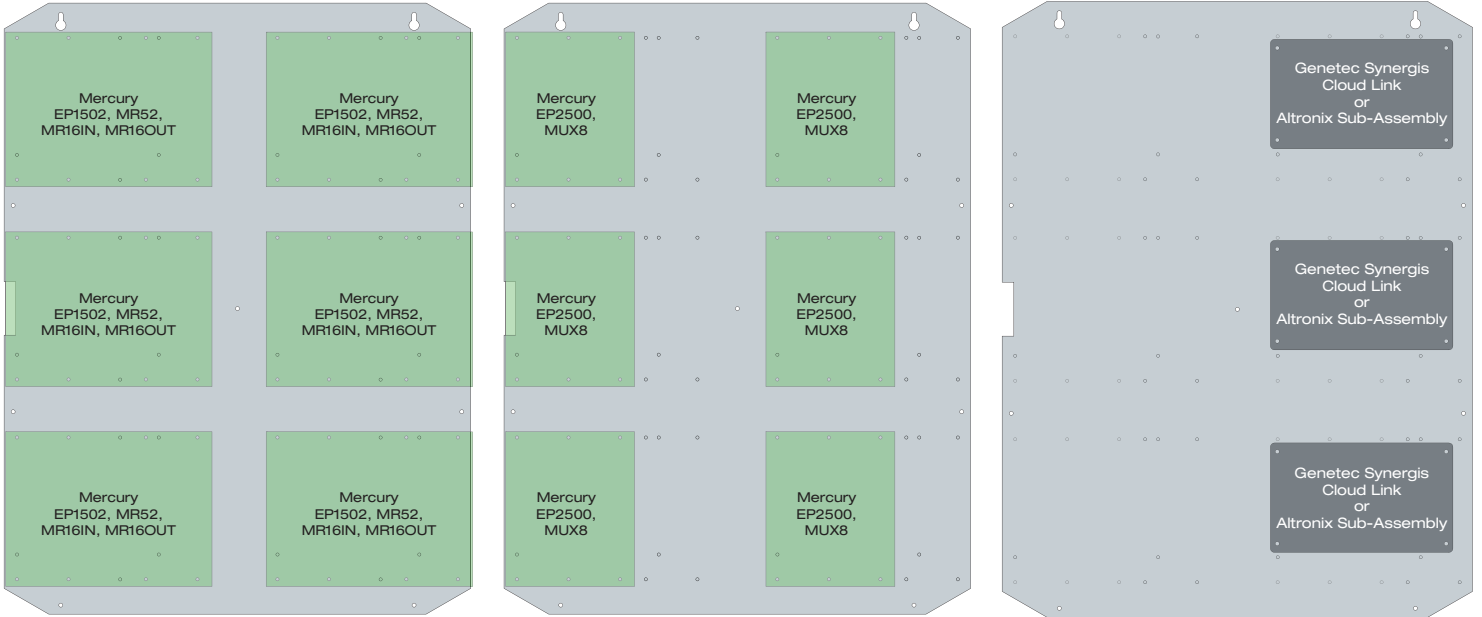 Mercury
EP1502, MR52,
MR16IN, MR16OUT
Mercury
EP1502, MR52,
MR16IN, MR16OUT
Mercury
EP2500,
MUX8
Mercury
EP2500,
MUX8
Genetec Synergis
Cloud Link
or
Altronix Sub-Assembly
Mercury
EP1502, MR52,
MR16IN, MR16OUT
Mercury
EP1502, MR52,
MR16IN, MR16OUT
Mercury
EP2500,
MUX8
Mercury
EP2500,
MUX8
Genetec Synergis
Cloud Link
or
Altronix Sub-Assembly
Mercury
EP1502, MR52,
MR16IN, MR16OUT
Mercury
EP1502, MR52,
MR16IN, MR16OUT
Mercury
EP2500,
MUX8
Mercury
EP2500,
MUX8
Genetec Synergis
Cloud Link
or
Altronix Sub-Assembly